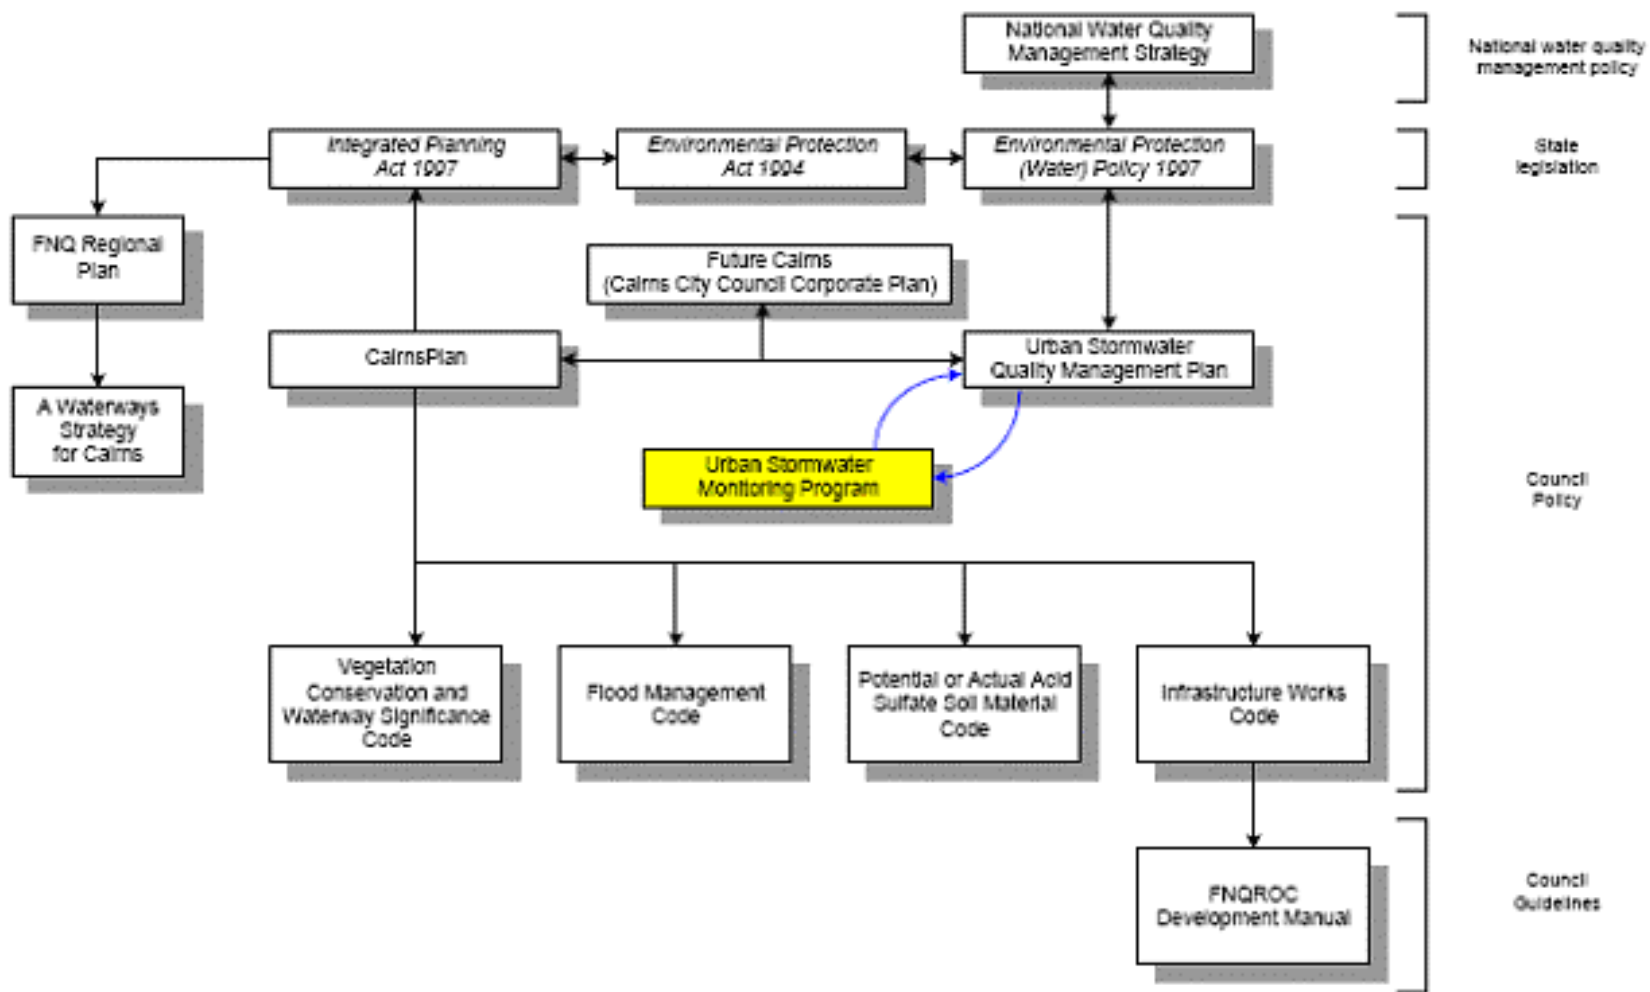 National Water Quality
Management Strategy
National water quality
management policy
Integrated Planning
Act 1997
Environmental Protection
Act 1994
Environmental Protection
(Water) Policy 1997
State
legislation
FNQ Regional
Plan
Future Cairns
(Cairns City Council Corporate Plan)
CairnsPlan
Urban Stormwater
Quality Management Plan
A Waterways
Strategy
for Cairns
Urban Stormwater
Monitoring Program
Council
Policy
Vegetation
Conservation and
Waterway Significance
Code
Flood Management
Code
Potential or Actual Acid
Sulfate Soil Material
Code
Infrastructure Works
Code
FNQROC
Development Manual
Council
Guidelines